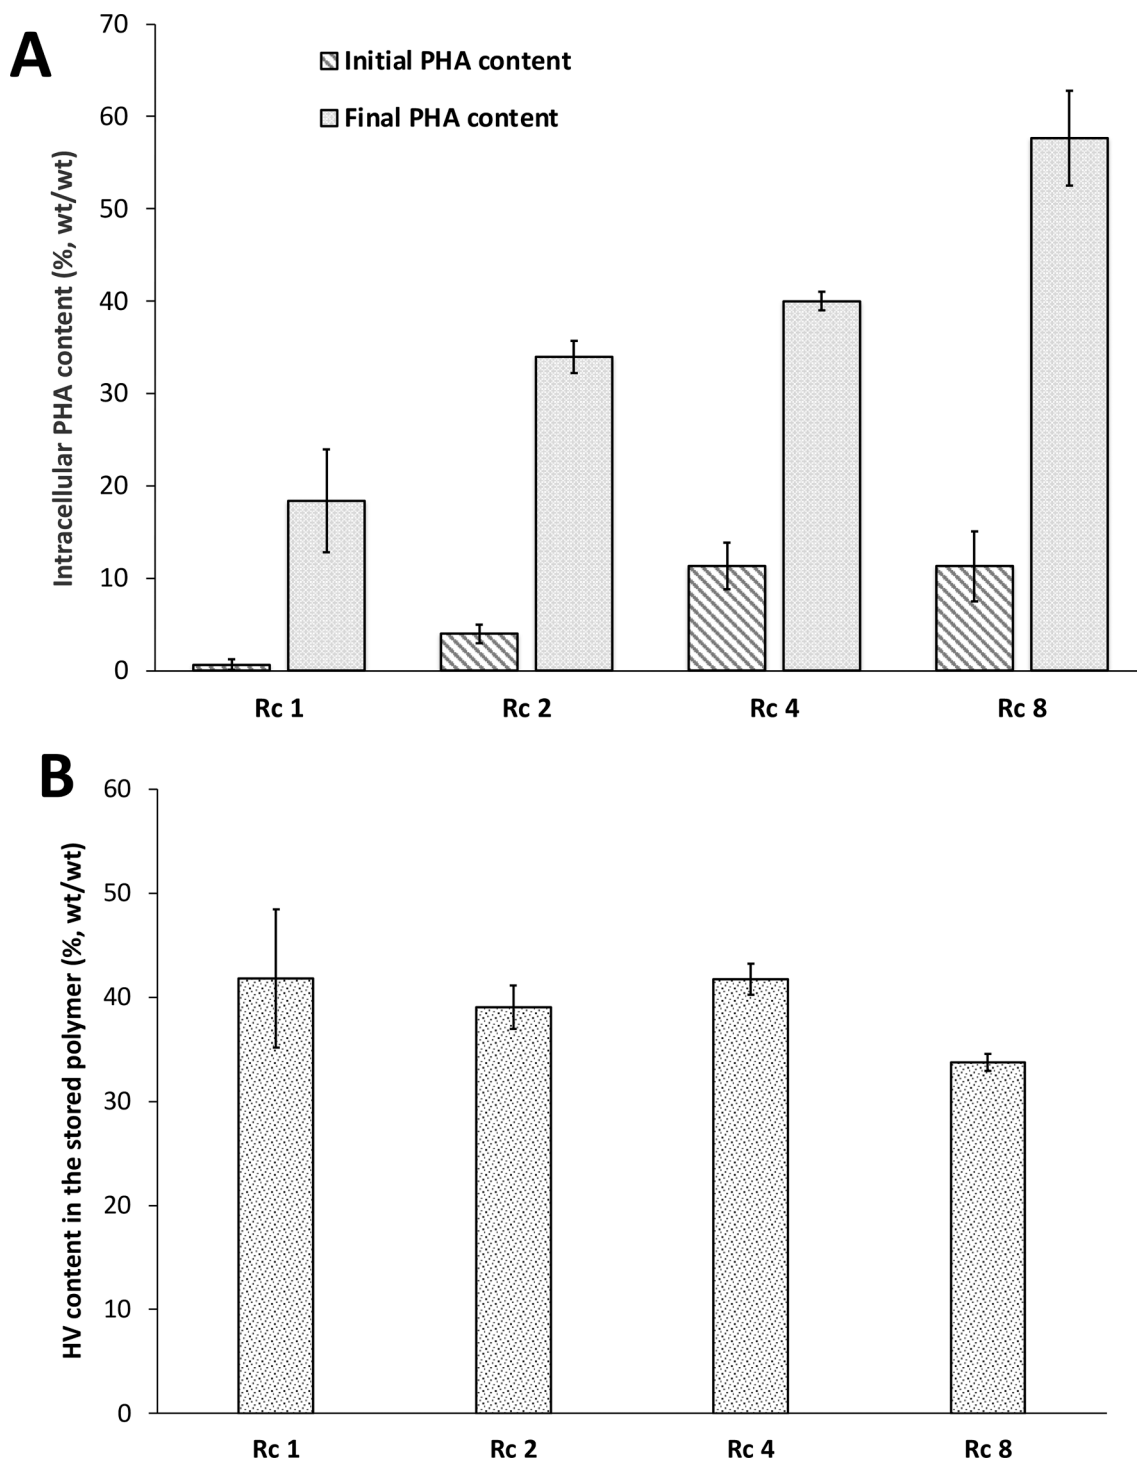 A
Intracellular PHA content (%, wt/wt)
70
60
50
40
30
20
10
0
Initial PHA content
Final PHA content
Rc 1
Rc 2
Rc 4
Rc 8
B
HV content in the stored polymer (%, wt/wt)
60
50
40
30
20
10
0
Rc 1
Rc 2
Rc 4
Rc 8